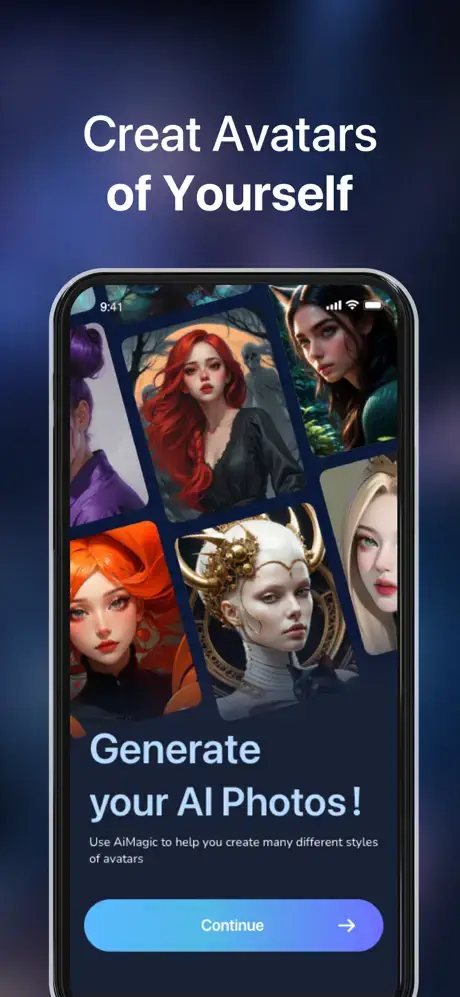 Creat Avatars
of Yourself
9:41
Generate
your AI Photos!
Use AiMagic to help you create many different styles
of avatars
Continue